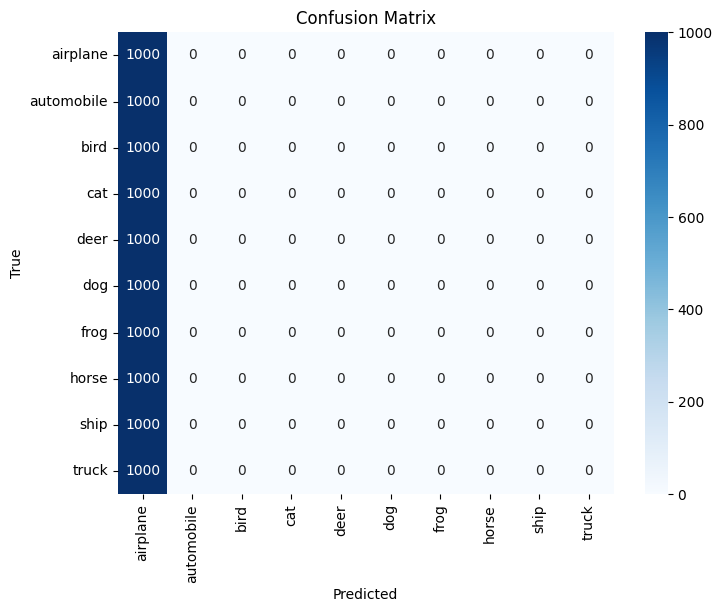 Confusion Matrix
True
airplane 1000 0 0 0 0 0 0 0 0 0
automobile 1000 0 0 0 0 0 0 0 0 0
bird 1000 0 0 0 0 0 0 0 0 0
cat 1000 0 0 0 0 0 0 0 0 0
deer 1000 0 0 0 0 0 0 0 0 0
dog 1000 0 0 0 0 0 0 0 0 0
frog 1000 0 0 0 0 0 0 0 0 0
horse 1000 0 0 0 0 0 0 0 0 0
ship 1000 0 0 0 0 0 0 0 0 0
truck 1000 0 0 0 0 0 0 0 0 0
airplane automobile bird cat deer dog frog horse ship truck
Predicted
1000
800
600
400
200
0